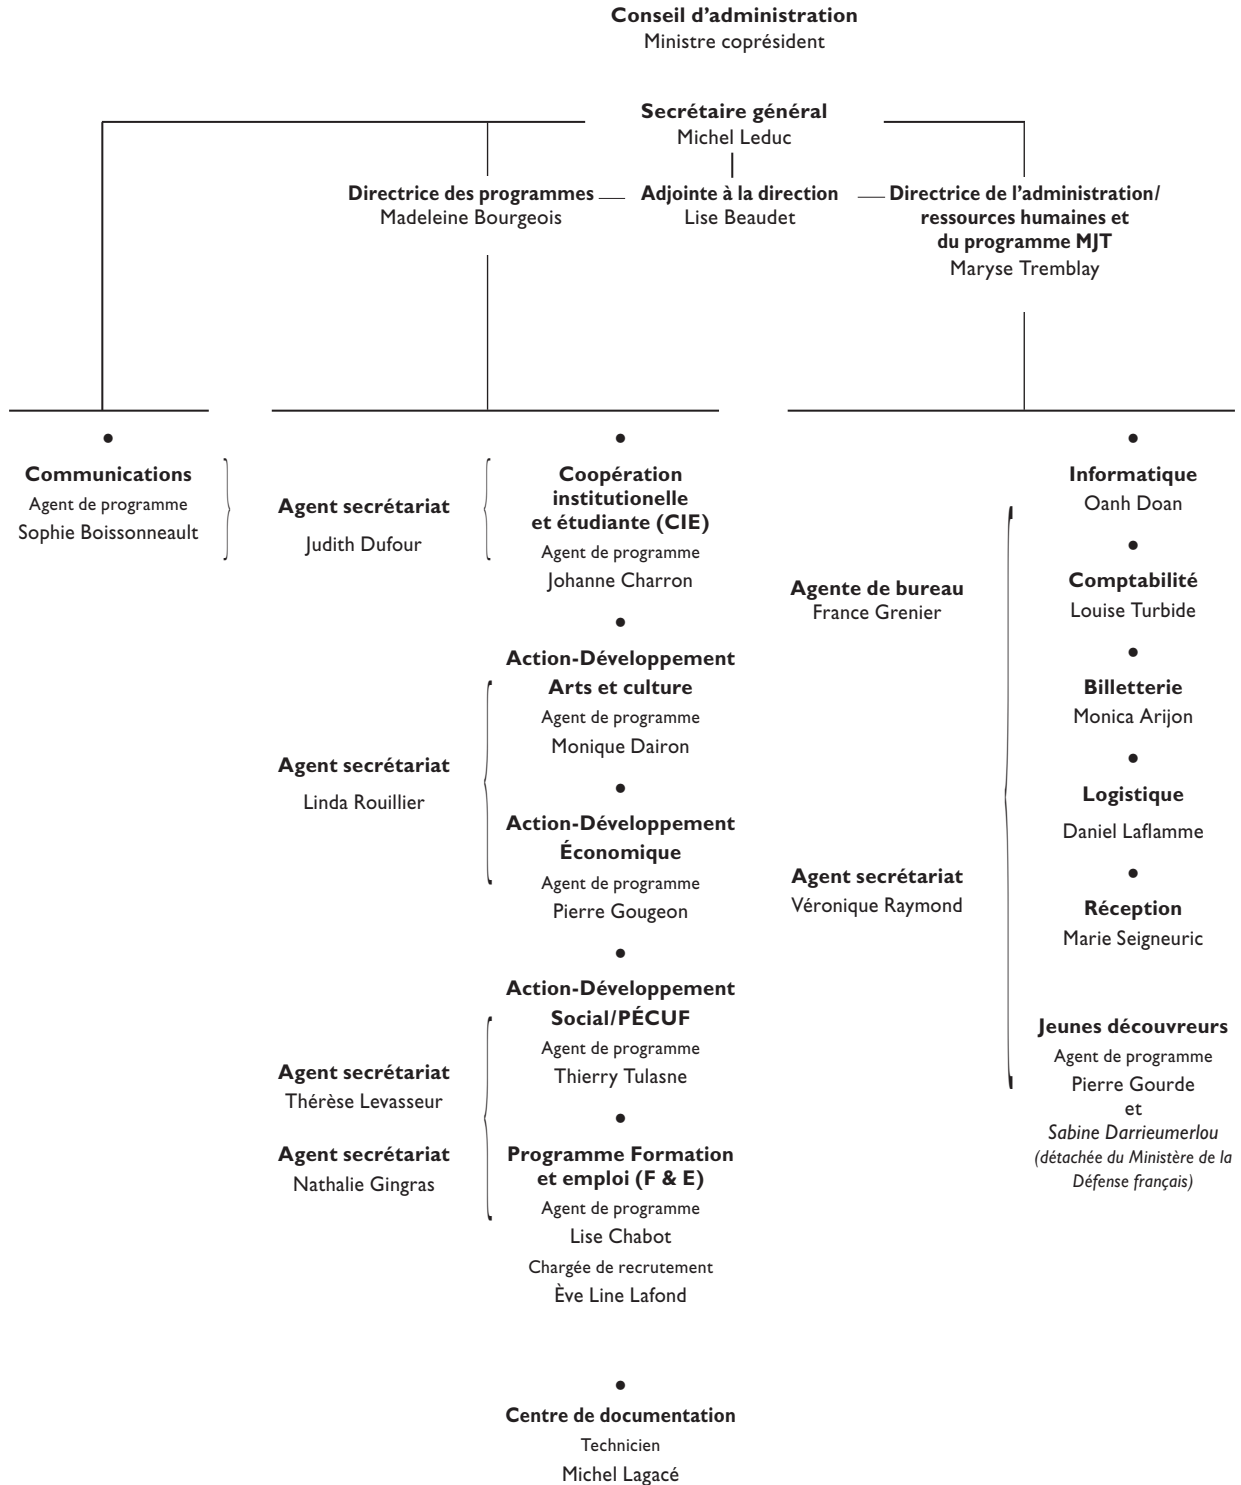 Conseil d’administration
Ministre coprésident
Secrétaire général
Michel Leduc
Directrice des programmes
Madeleine Bourgeois
Adjointe à la direction
Lise Beaudet
Directrice de l’administration/
ressources humaines et
du programme MJT
Maryse Tremblay
•
Communications
Agent de programme
Sophie Boissonneault
Agent secrétariat
Judith Dufour
•
Coopération
institutionelle
et étudiante (CIE)
Agent de programme
Johanne Charron
•
Action-Développement
Arts et culture
Agent de programme
Monique Dairon
Agent secrétariat
Linda Rouillier
•
Action-Développement
Économique
Agent de programme
Pierre Gougeon
•
Action-Développement
Social/PÉCUF
Agent de programme
Thierry Tulasne
Agent secrétariat
Thérèse Levasseur
Agent secrétariat
Nathalie Gingras
•
Programme Formation
et emploi (F & E)
Agent de programme
Lise Chabot
Chargée de recrutement
Ève Line Lafond
•
Centre de documentation
Technicien
Michel Lagacé
Agente de bureau
France Grenier
Agent secrétariat
Véronique Raymond
•
Informatique
Oanh Doan
•
Comptabilité
Louise Turbide
•
Billetterie
Monica Arijon
•
Logistique
Daniel Laflamme
•
Réception
Marie Seigneuric
Jeunes découvreurs
Agent de programme
Pierre Gourde
et
Sabine Darrieumerlou
(détachée du Ministère de la
Défense français)